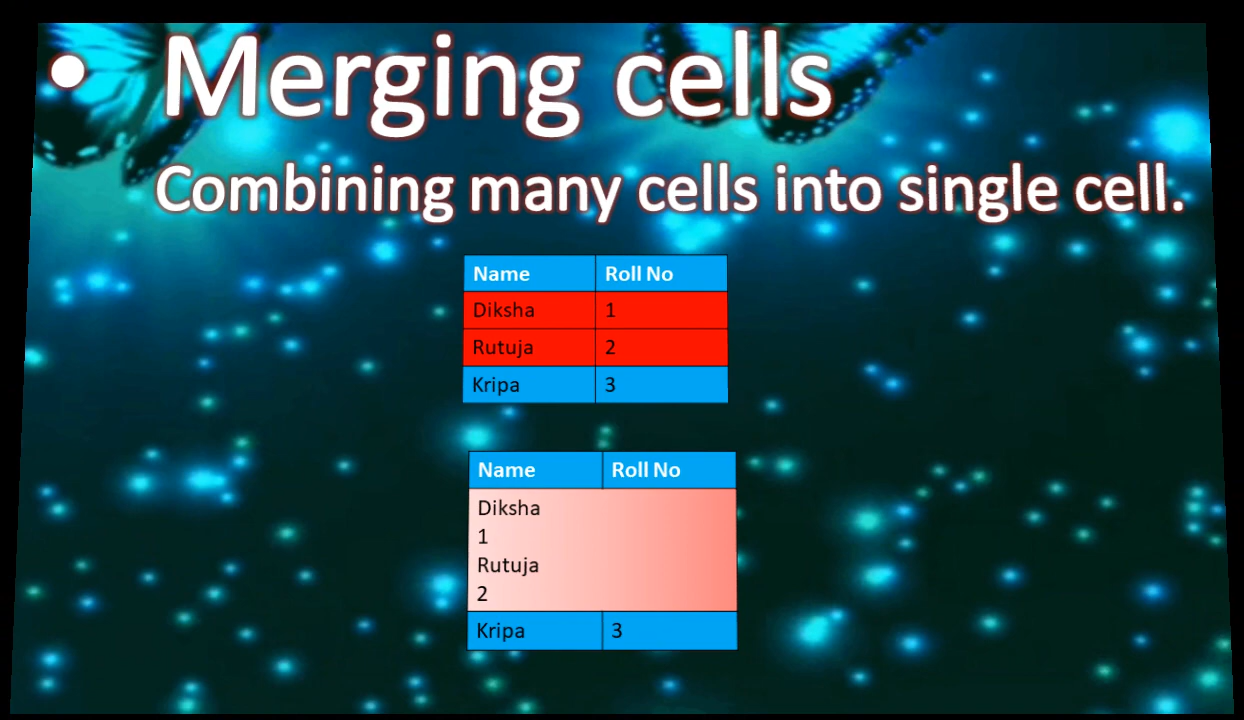 • Merging cells
Combining many cells into single cell.
Name Roll No
Diksha 1
Rutuja 2
Kripa 3
Name Roll No
Diksha
1
Rutuja
2
Kripa 3